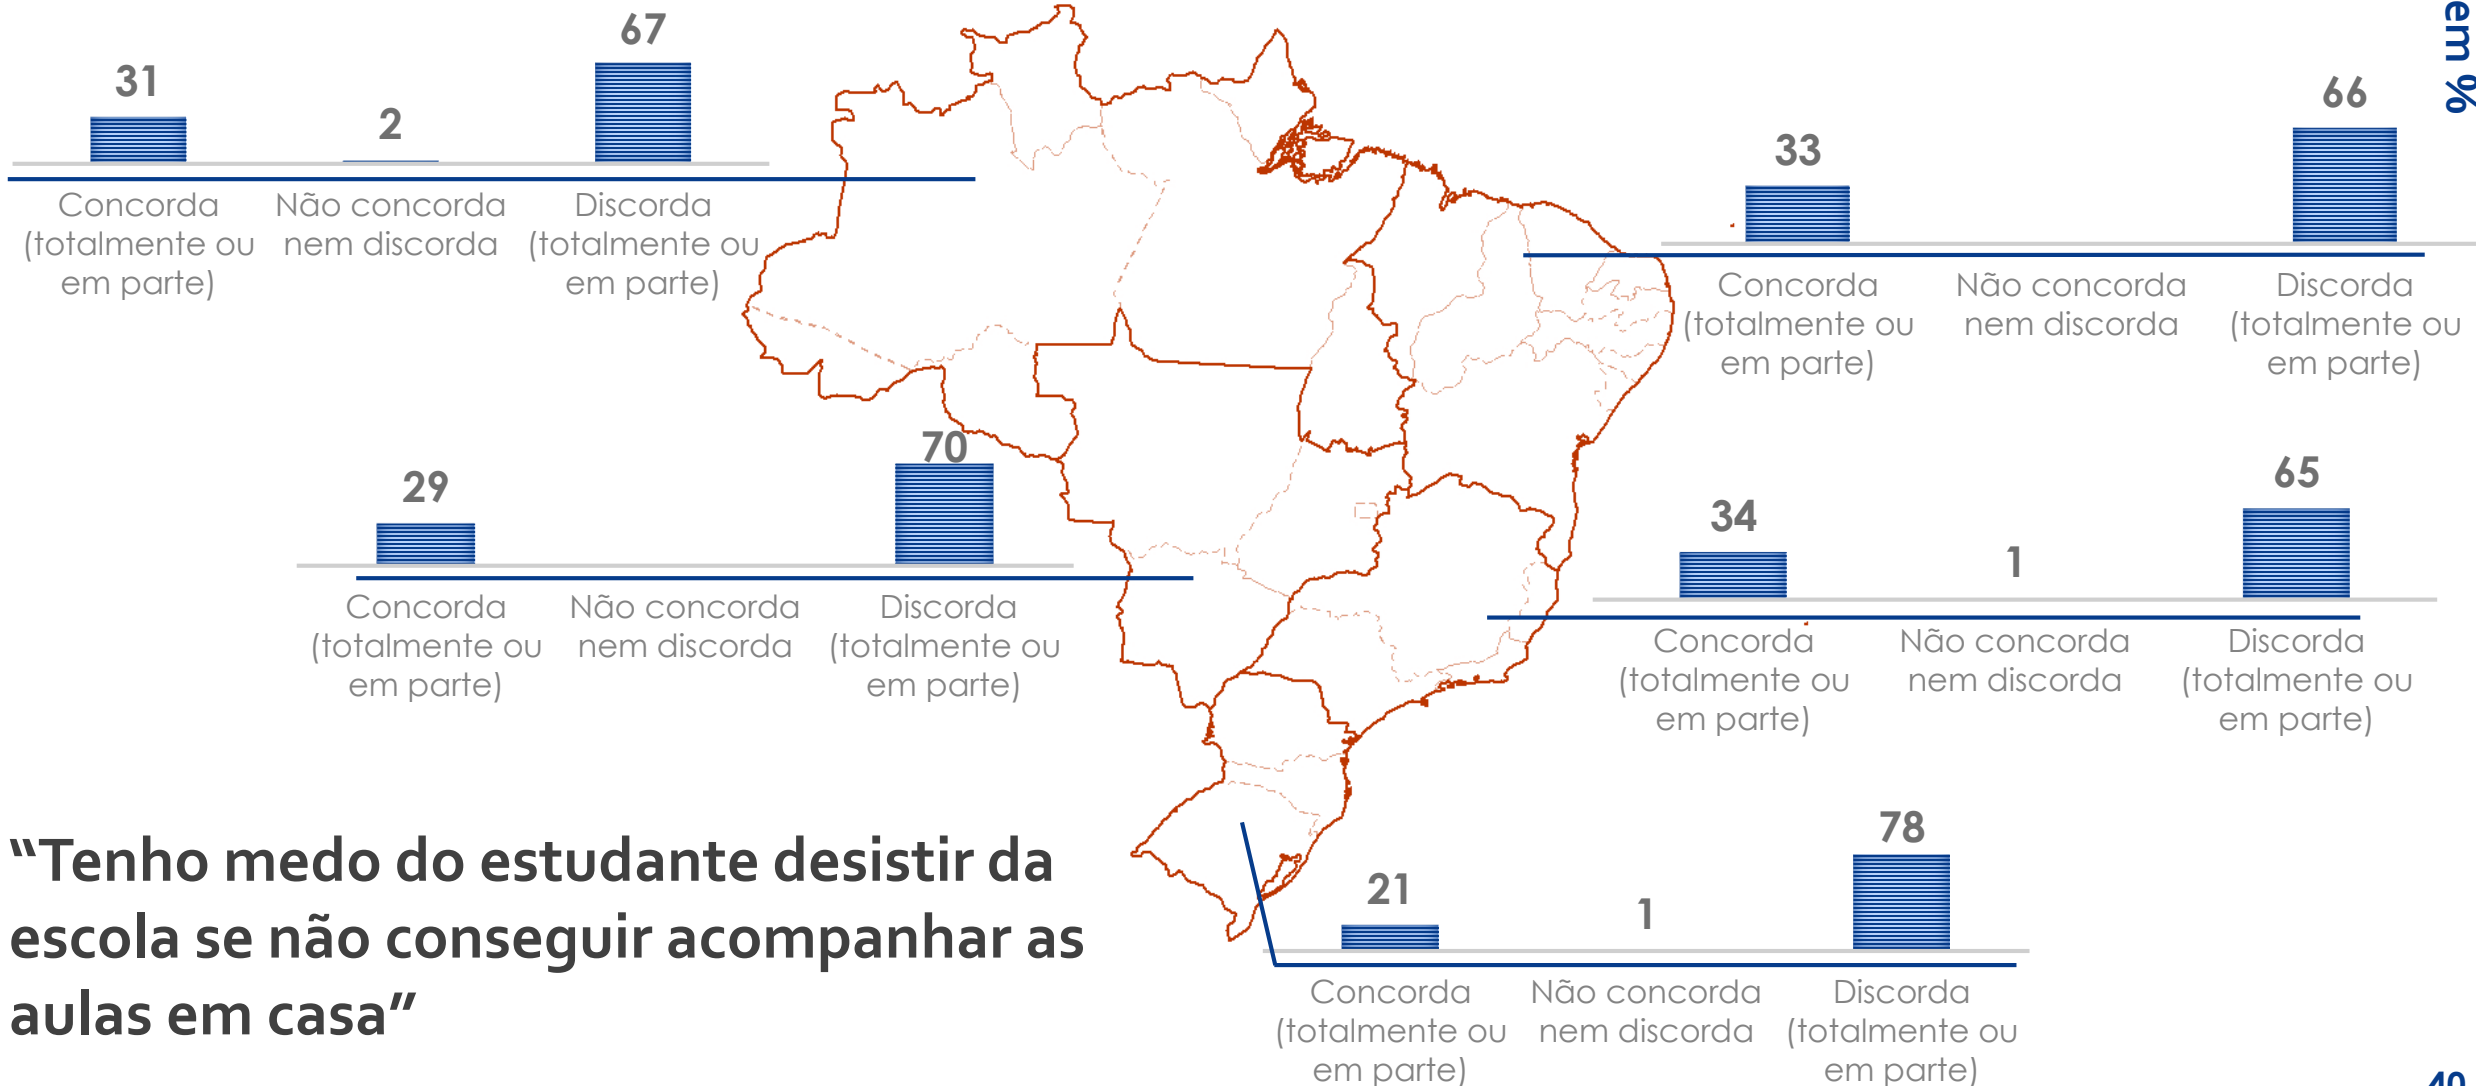 em %
31
2
67
Concorda
(totalmente ou
em parte)
Não concorda
nem discorda
Discorda
(totalmente ou
em parte)
33
66
Concorda
(totalmente ou
em parte)
Não concorda
nem discorda
Discorda
(totalmente ou
em parte)
29
70
Concorda
(totalmente ou
em parte)
Não concorda
nem discorda
Discorda
(totalmente ou
em parte)
34
1
65
Concorda
(totalmente ou
em parte)
Não concorda
nem discorda
Discorda
(totalmente ou
em parte)
“Tenho medo do estudante desistir da
escola se não conseguir acompanhar as
aulas em casa”
21
1
78
Concorda
(totalmente ou
em parte)
Não concorda
nem discorda
Discorda
(totalmente ou
em parte)
40